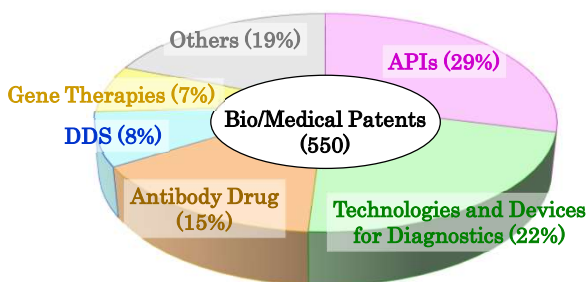 Others (19%)
APIs (29%)
Gene Therapies (7%)
Bio/Medical Patents
(550)
DDS (8%)
Antibody Drug
(15%)
Technologies and Devices
for Diagnostics (22%)